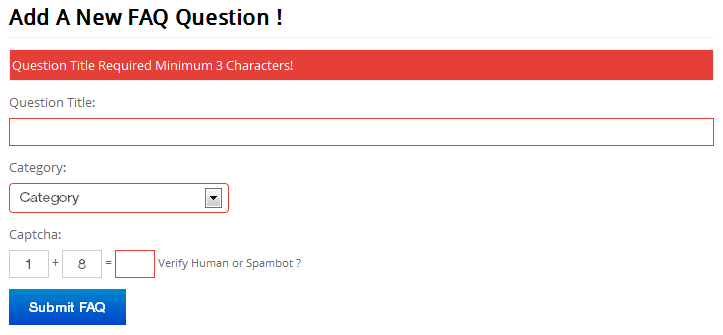 Add A New FAQ Question !
Question Title Required Minimum 3 Characters!
Question Title:
Category:
Category
Captcha:
1 + 8 = Verify Human or Spambot ?
Submit FAQ